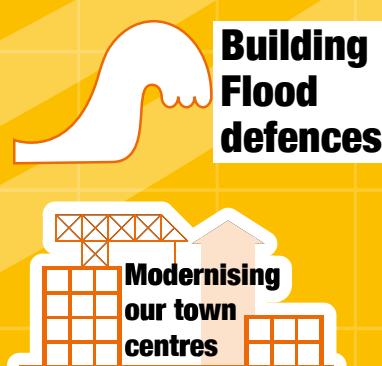 Building
Flood
defences
Modernising
our town
centres